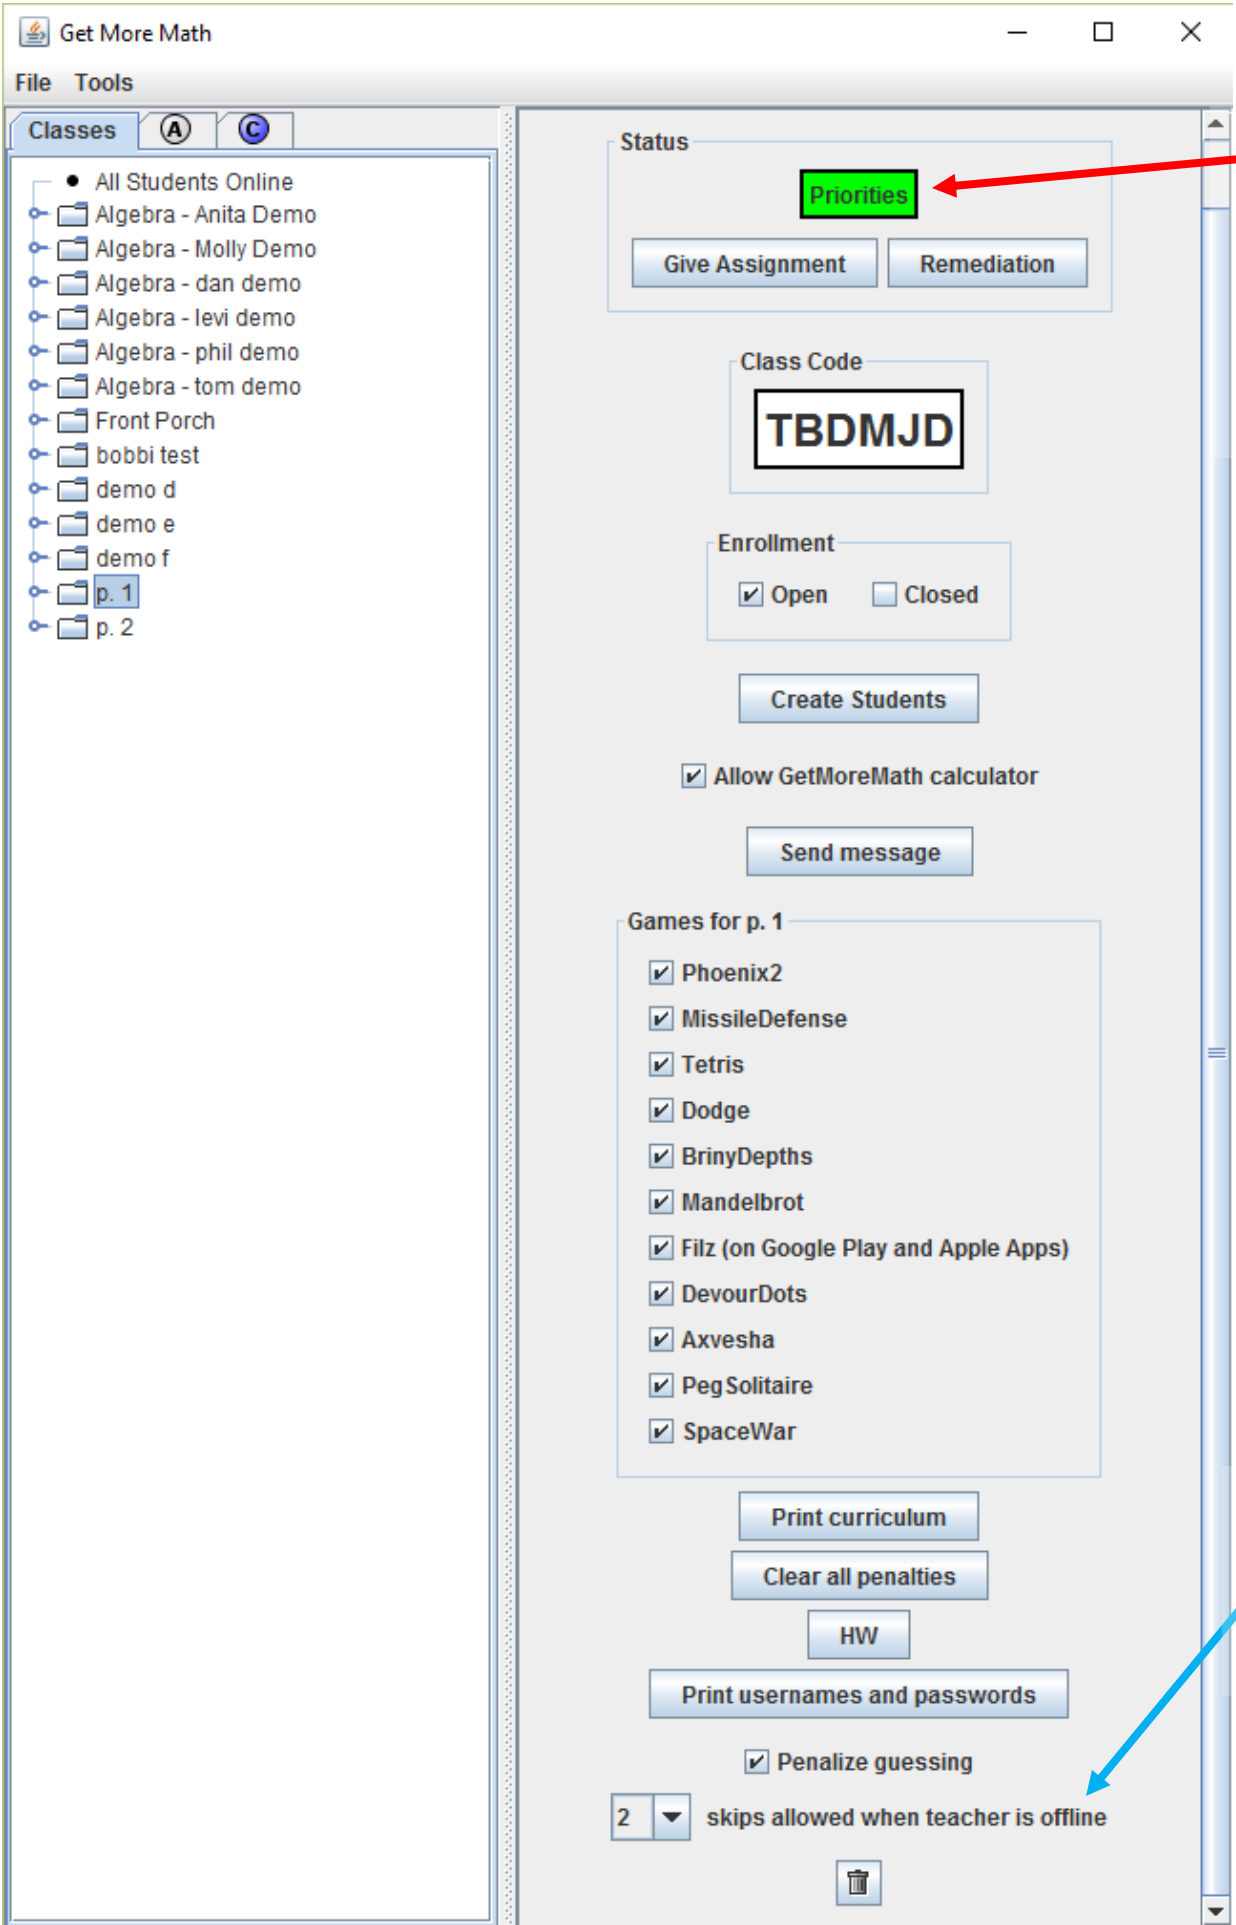 Get More Math
File Tools
Classes A C
All Students Online
Algebra - Anita Demo
Algebra - Molly Demo
Algebra - dan demo
Algebra - levi demo
Algebra - phil demo
Algebra - tom demo
Front Porch
bobbi test
demo d
demo e
demo f
p. 1
p. 2
Status
Priorities
Give Assignment Remediation
Class Code
TBDMJD
Enrollment
Open Closed
Create Students
Allow GetMoreMath calculator
Send message
Games for p. 1
Phoenix2
MissileDefense
Tetris
Dodge
BrinyDepths
Mandelbrot
Filz (on Google Play and Apple Apps)
DevourDots
Axvesha
PegSolitaire
SpaceWar
Print curriculum
Clear all penalties
HW
Print usernames and passwords
Penalize guessing
2 skips allowed when teacher is offline